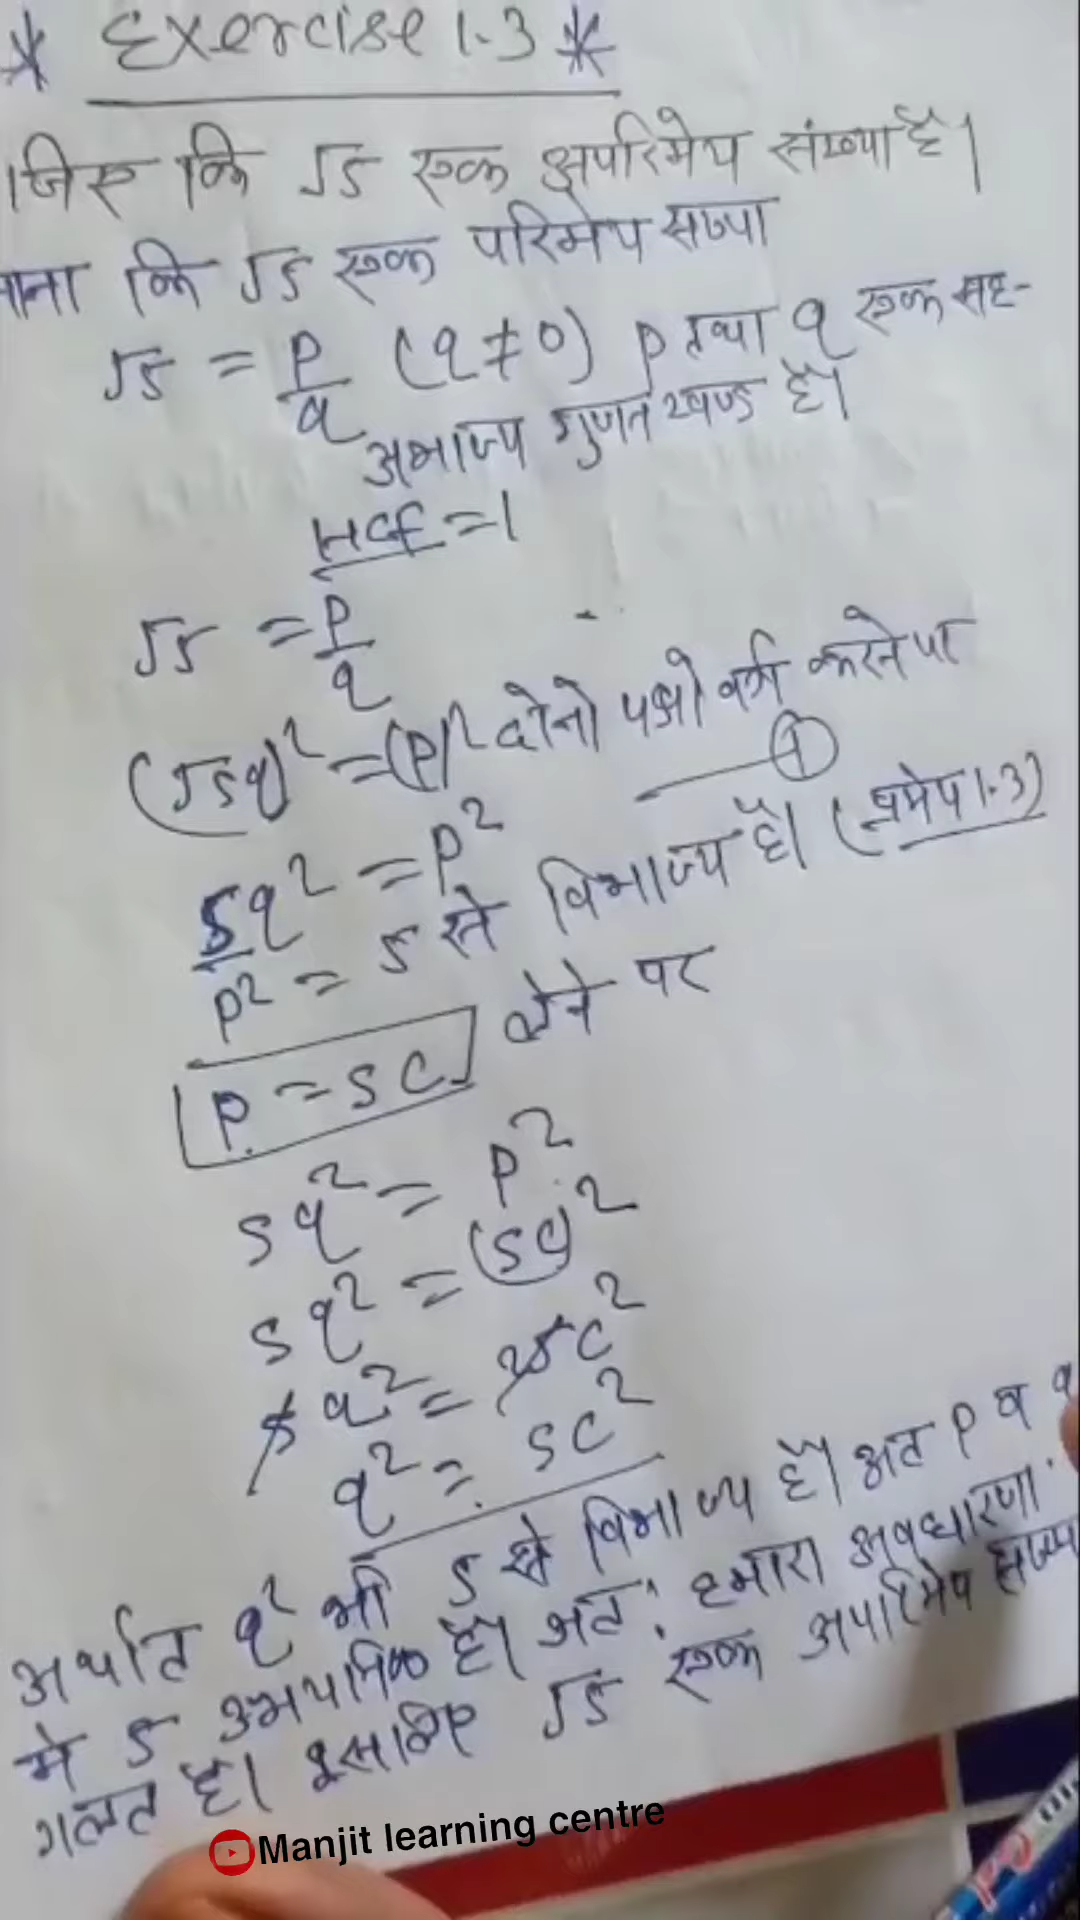 * Exercise 1.3 *
कि √5 एक अपरिमेय संख्या है।
माना कि √5 एक परिमेय संख्या
√5 = p/q (q ≠ 0) p तथा q एक सह-
अभाज्य गुणनखण्ड है।
HCF = 1
√5 = p/q
(√5q)² = (p)² दोनो पक्षो वर्ग करने पर
5q² = p² — ①
p² = 5 से विभाज्य है। (प्रमेय 1.3)
p = 5c लेने पर
5q² = p²
5q² = (5c)²
5q² = 25c²
q² = 5c²
अर्थात q² भी 5 से विभाज्य है। अत p व q
मे 5 उभयनिष्ठ है। अत: हमारा अवधारणा
गलत है। इसलिए √5 एक अपरिमेय संख्या
Manjit learning centre